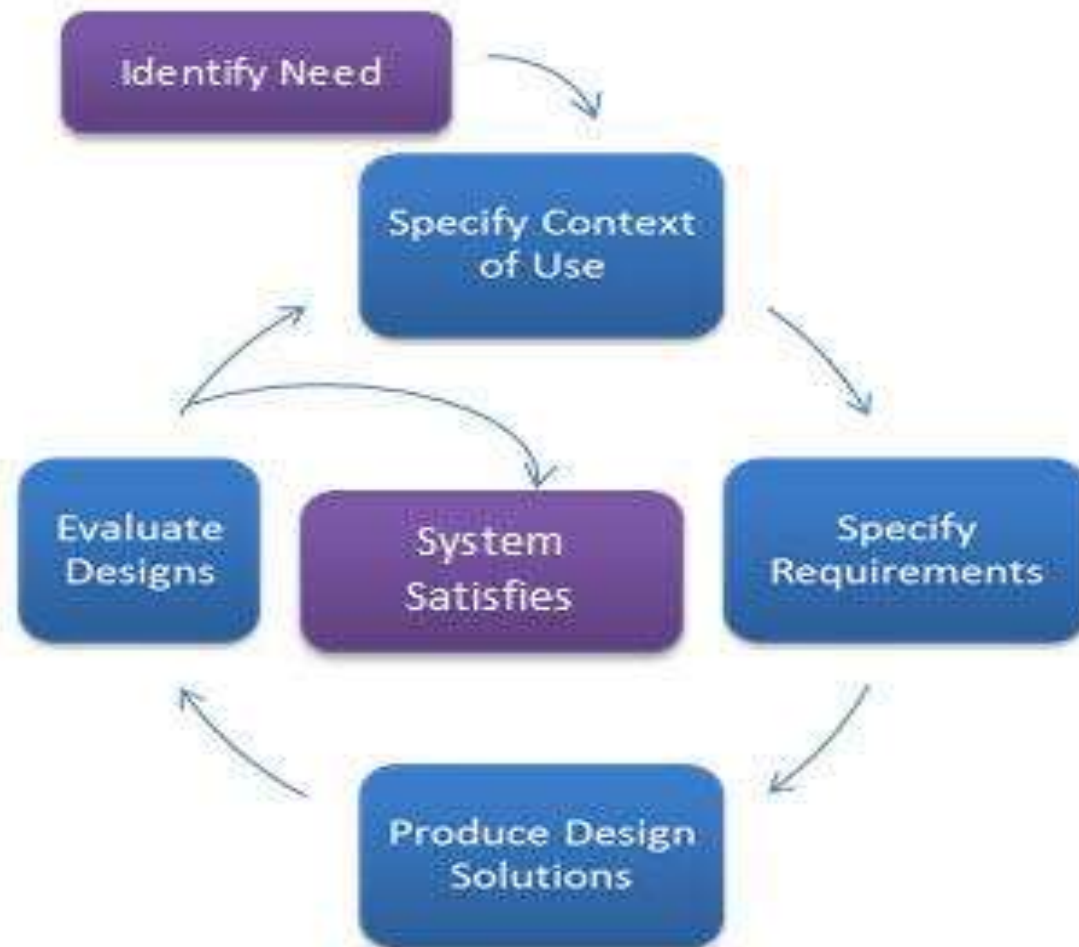 Identify Need
Specify Context
of Use
Evaluate
Designs
System
Satisfies
Specify
Requirements
Produce Design
Solutions